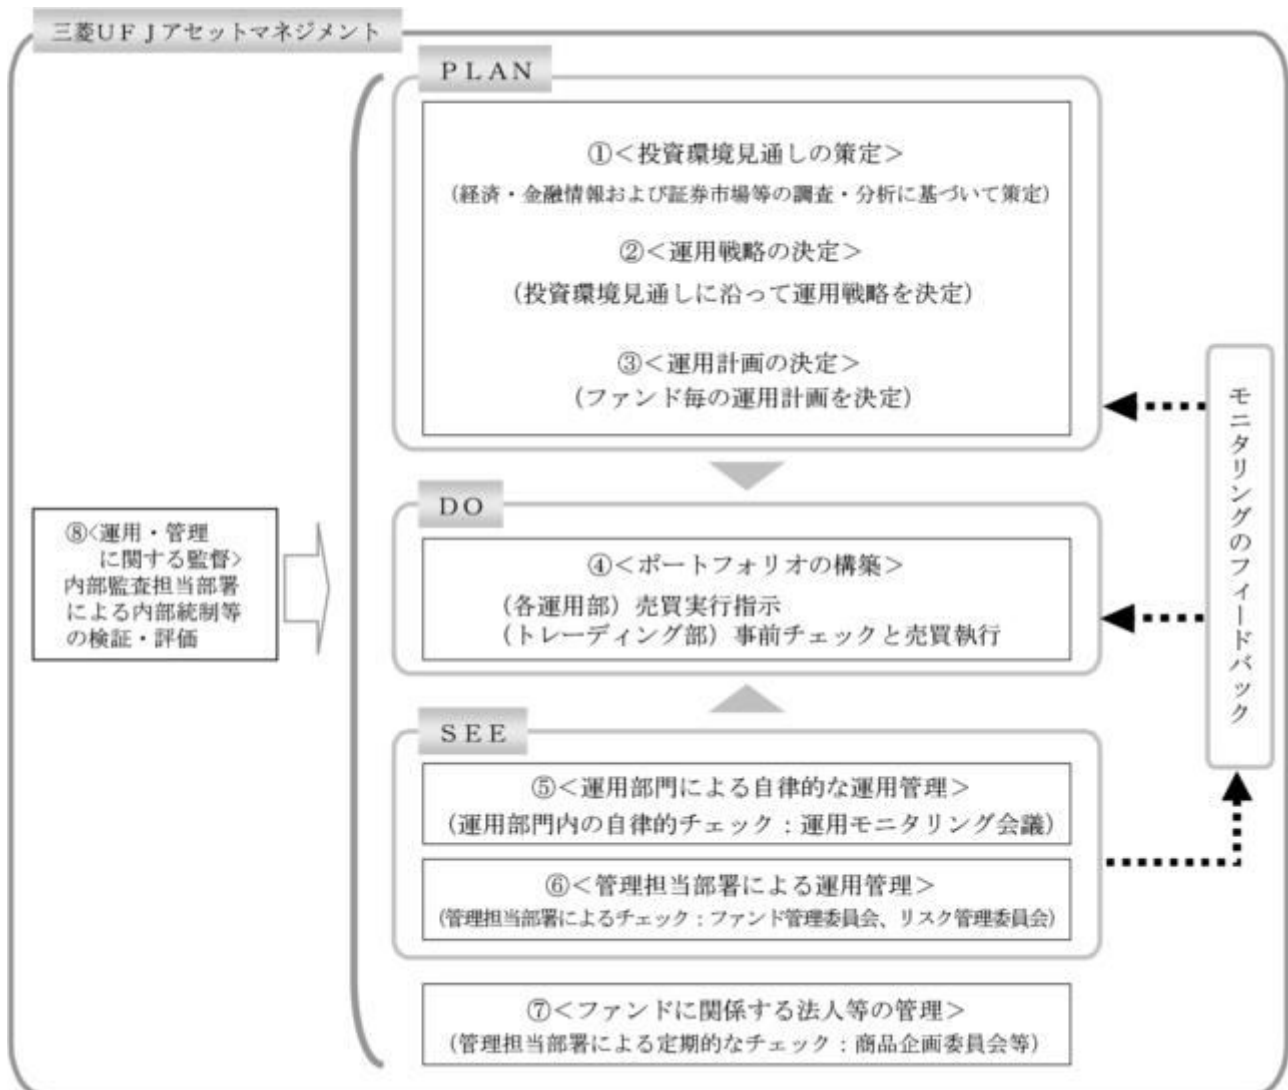 三菱ＵＦＪアセットマネジメント
ＰＬＡＮ
①＜投資環境見通しの策定＞
（経済・金融情報および証券市場等の調査・分析に基づいて策定）
②＜運用戦略の決定＞
（投資環境見通しに沿って運用戦略を決定）
③＜運用計画の決定＞
（ファンド毎の運用計画を決定）
ＤＯ
④＜ポートフォリオの構築＞
（各運用部）売買実行指示
（トレーディング部）事前チェックと売買執行
ＳＥＥ
⑤＜運用部門による自律的な運用管理＞
（運用部門内の自律的チェック：運用モニタリング会議）
⑥＜管理担当部署による運用管理＞
（管理担当部署によるチェック：ファンド管理委員会、リスク管理委員会）
⑦＜ファンドに関係する法人等の管理＞
（管理担当部署による定期的なチェック：商品企画委員会等）
⑧<運用・管理
に関する監督>
内部監査担当部署
による内部統制等
の検証・評価
モニタリングのフィードバック